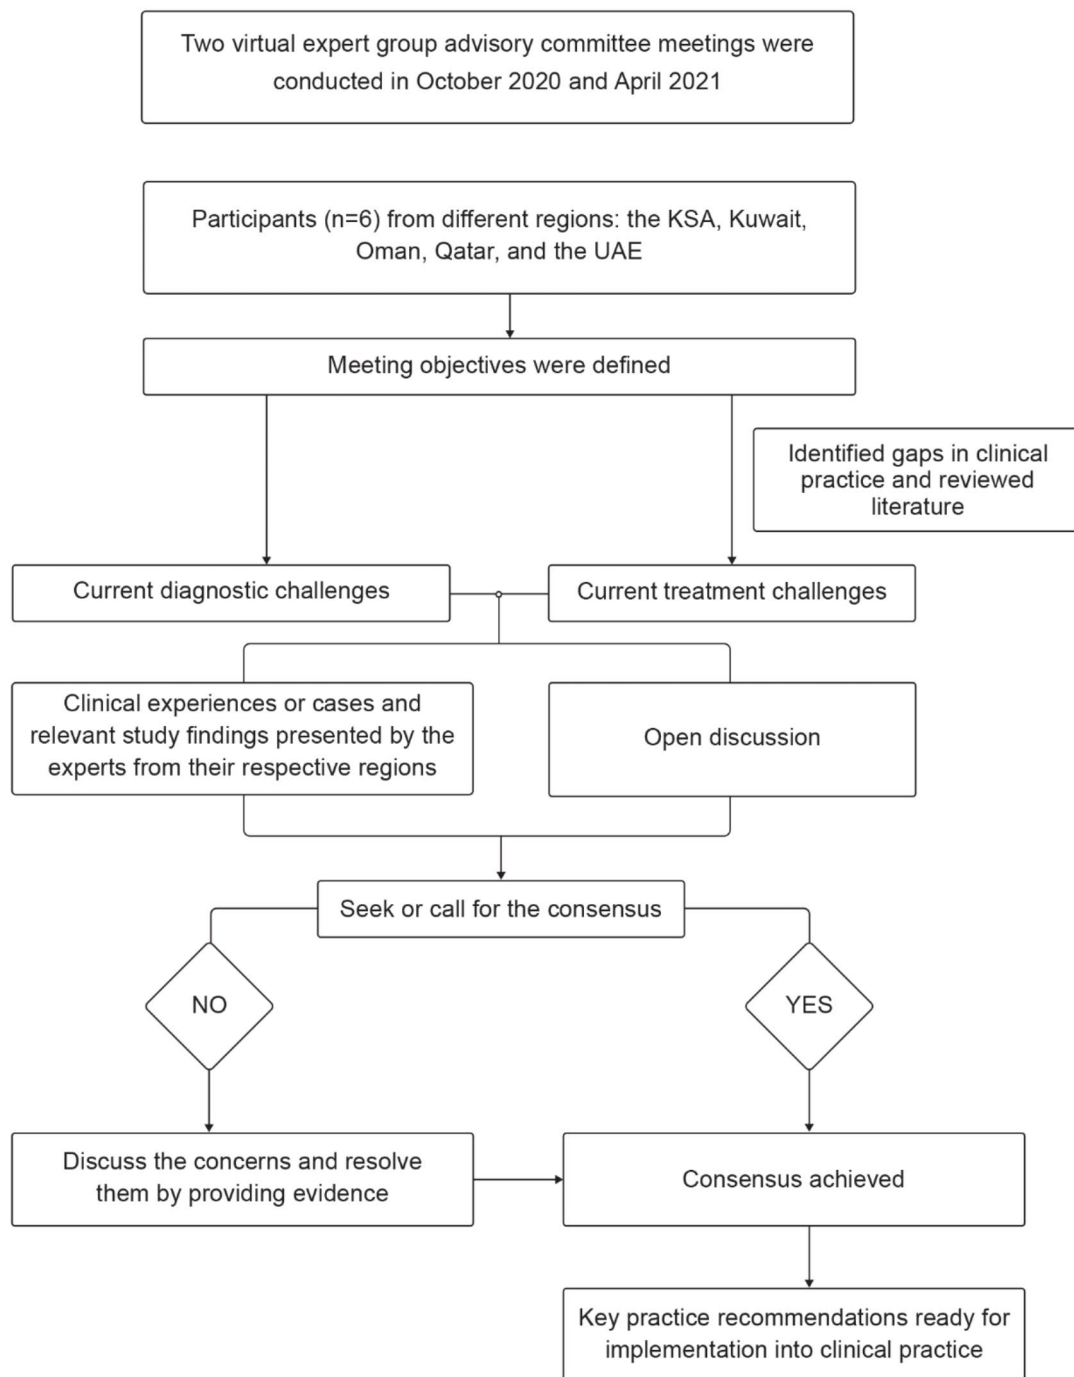 Two virtual expert group advisory committee meetings were
conducted in October 2020 and April 2021
Participants (n=6) from different regions: the KSA, Kuwait,
Oman, Qatar, and the UAE
Meeting objectives were defined
Identified gaps in clinical
practice and reviewed
literature
Current diagnostic challenges
Current treatment challenges
Clinical experiences or cases and
relevant study findings presented by the
experts from their respective regions
Open discussion
Seek or call for the consensus
NO
YES
Discuss the concerns and resolve
them by providing evidence
Consensus achieved
Key practice recommendations ready for
implementation into clinical practice